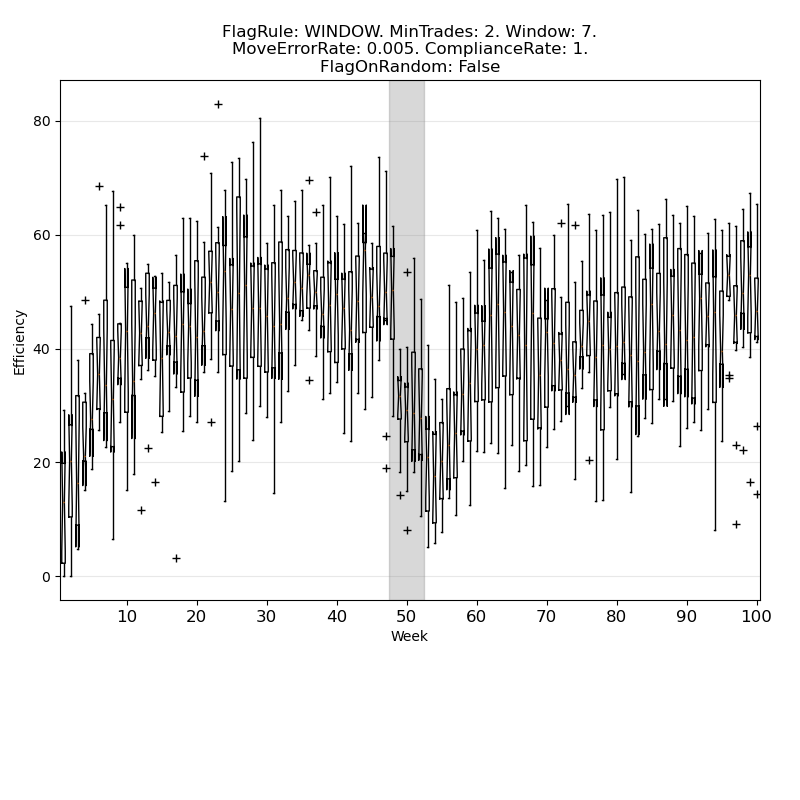 FlagRule: WINDOW. MinTrades: 2. Window: 7.
MoveErrorRate: 0.005. ComplianceRate: 1.
FlagOnRandom: False
Efficiency
80
60
40
20
0
10 20 30 40 50 60 70 80 90 100
Week